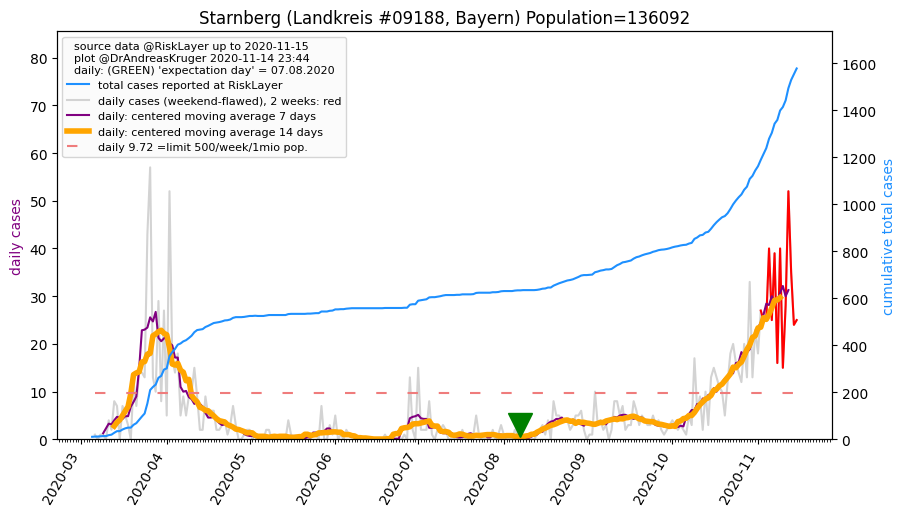 Starnberg (Landkreis #09188, Bayern) Population=136092
source data @RiskLayer up to 2020-11-15
plot @DrAndreasKruger 2020-11-14 23:44
daily: (GREEN) 'expectation day' = 07.08.2020
total cases reported at RiskLayer
daily cases (weekend-flawed), 2 weeks: red
daily: centered moving average 7 days
daily: centered moving average 14 days
daily 9.72 =limit 500/week/1mio pop.
daily cases
80
70
60
50
40
30
20
10
0
cumulative total cases
1600
1400
1200
1000
800
600
400
200
0
2020-03
2020-04
2020-05
2020-06
2020-07
2020-08
2020-09
2020-10
2020-11